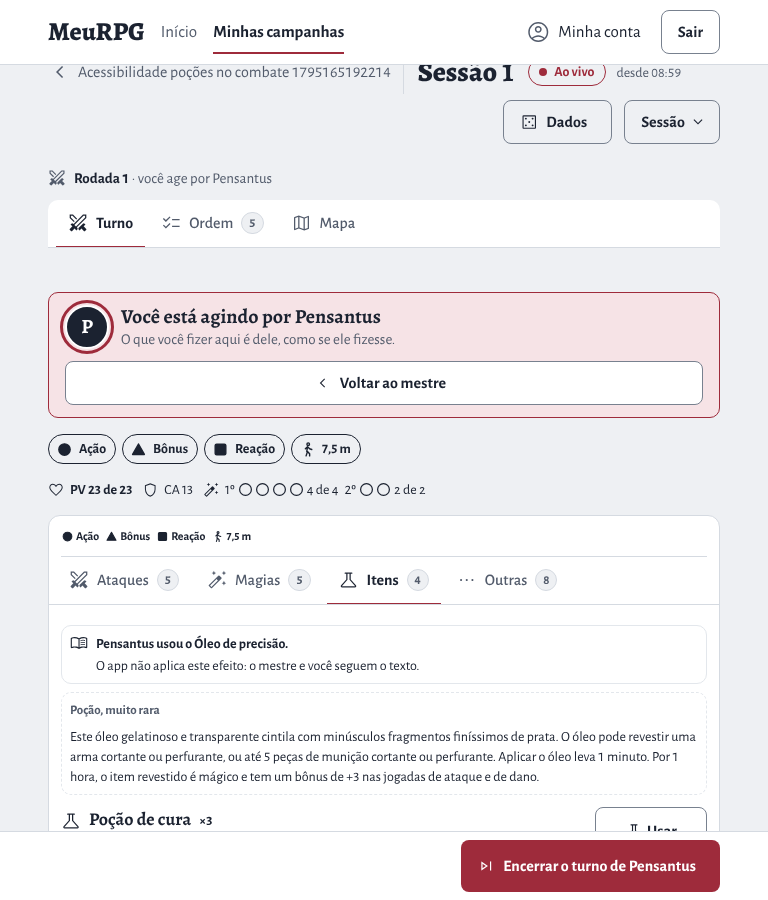 MeuRPG Início Minhas campanhas Minha conta Sair
Acessibilidade poções no combate 1795165192214 Sessão 1 Ao vivo desde 08:59
Dados Sessão
Rodada 1 · você age por Pensantus
Turno Ordem 5 Mapa
P
Você está agindo por Pensantus
O que você fizer aqui é dele, como se ele fizesse.
Voltar ao mestre
Ação Bônus Reação 7,5 m
PV 23 de 23 CA 13 1º 4 de 4 2º 2 de 2
Ação Bônus Reação 7,5 m
Ataques 5 Magias 5 Itens 4 Outras 8
Pensantus usou o Óleo de precisão.
O app não aplica este efeito: o mestre e você seguem o texto.
Poção, muito rara
Este óleo gelatinoso e transparente cintila com minúsculos fragmentos finíssimos de prata. O óleo pode revestir uma
arma cortante ou perfurante, ou até 5 peças de munição cortante ou perfurante. Aplicar o óleo leva 1 minuto. Por 1
hora, o item revestido é mágico e tem um bônus de +3 nas jogadas de ataque e de dano.
Poção de cura ×3 Usar
Encerrar o turno de Pensantus